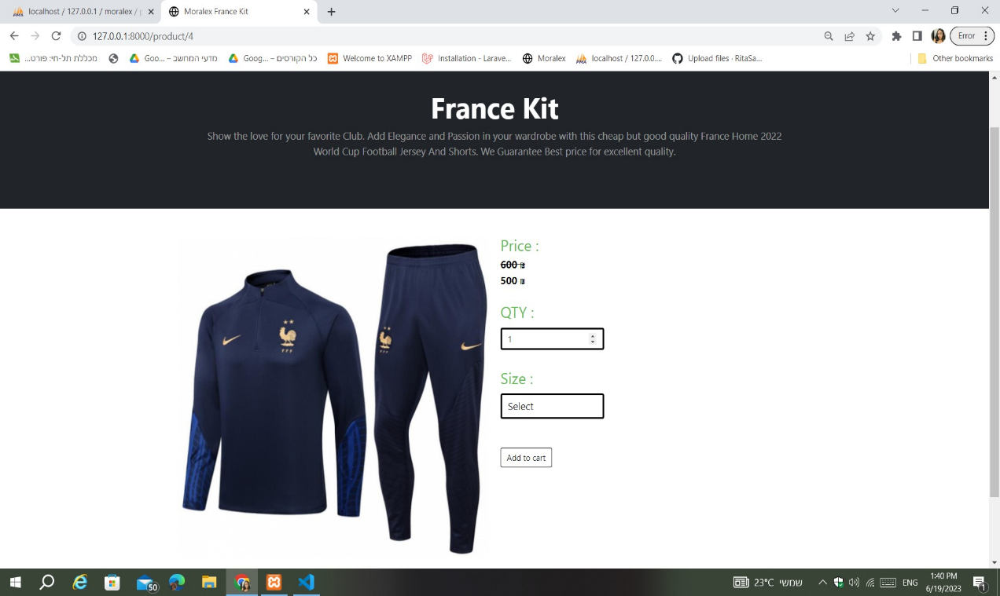 localhost / 127.0.0.1 / moralex / p
Moralex France Kit
127.0.0.1:8000/product/4
Error
מכללת תל-חי: פורט...
מדעי המחשב – Goo...
כל הקורסים – Goog...
Welcome to XAMPP
Installation - Larave...
Moralex
localhost / 127.0.0....
Upload files · RitaSa...
Other bookmarks
France Kit
Show the love for your favorite Club. Add Elegance and Passion in your wardrobe with this cheap but good quality France Home 2022
World Cup Football Jersey And Shorts. We Guarantee Best price for excellent quality.
Price :
600 ₪
500 ₪
QTY :
1
Size :
Select
Add to cart
FFF
FFF
50
23°C שמשי
ENG
1:40 PM
6/19/2023
1